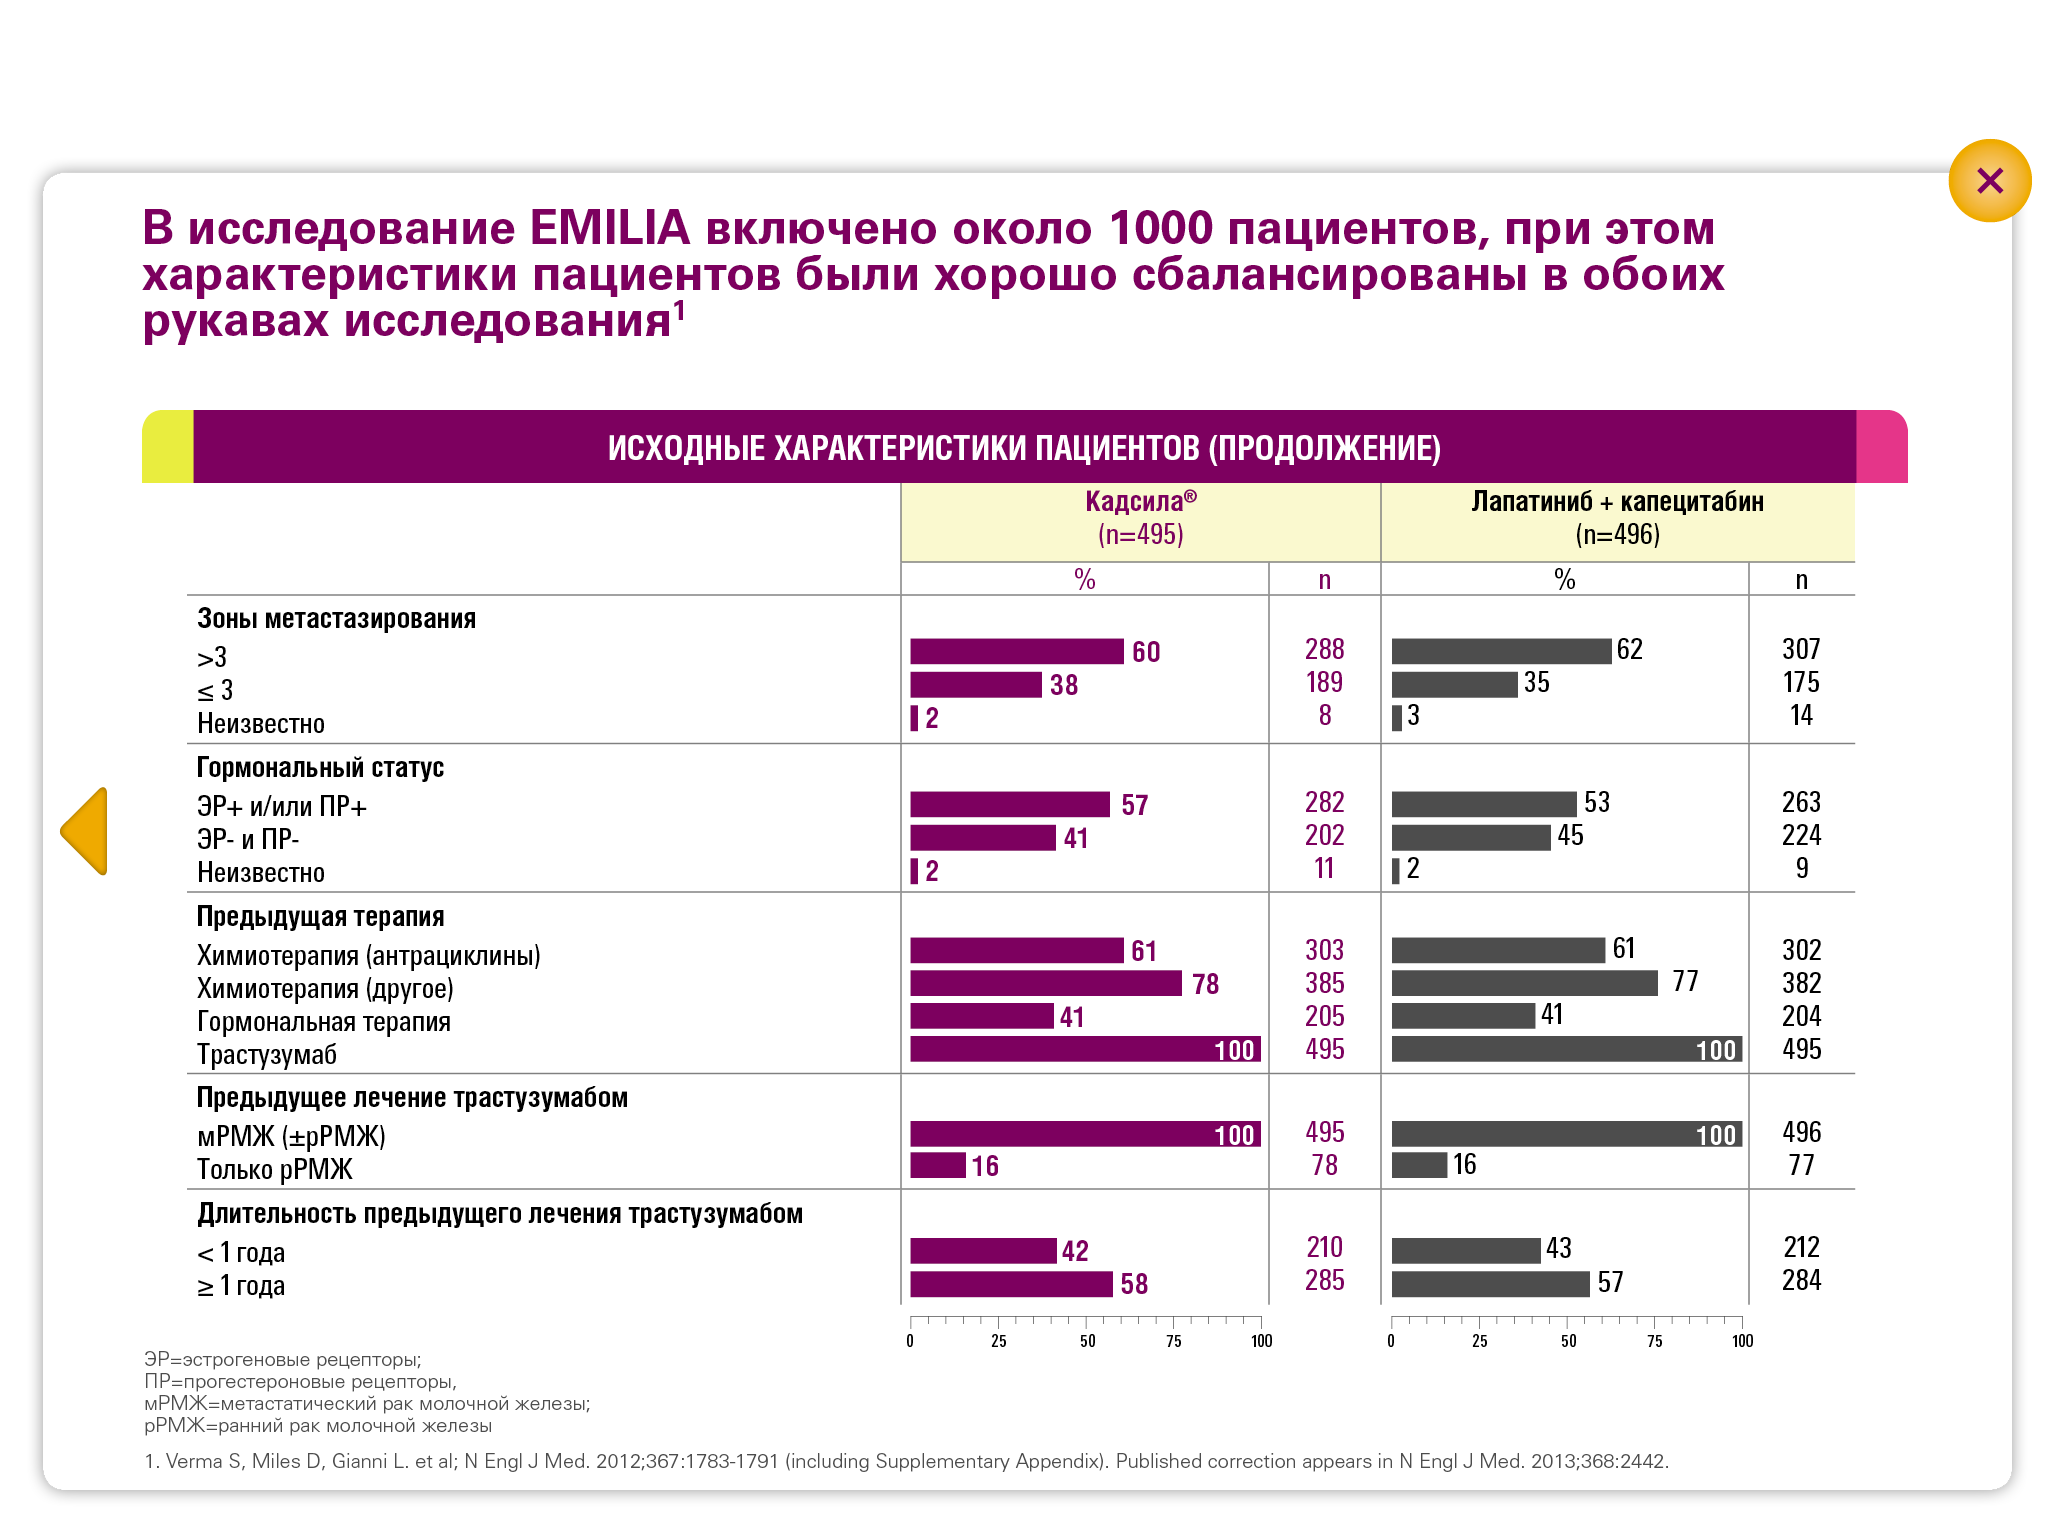 В исследование EMILIA включено около 1000 пациентов, при этом
характеристики пациентов были хорошо сбалансированы в обоих
рукавах исследования¹
ИСХОДНЫЕ ХАРАКТЕРИСТИКИ ПАЦИЕНТОВ (ПРОДОЛЖЕНИЕ)
Кадсила® Лапатиниб + капецитабин
(n=495) (n=496)
% n % n
Зоны метастазирования
>3 60 288 62 307
≤ 3 38 189 35 175
Неизвестно 2 8 3 14
Гормональный статус
ЭР+ и/или ПР+ 57 282 53 263
ЭР- и ПР- 41 202 45 224
Неизвестно 2 11 2 9
Предыдущая терапия
Химиотерапия (антрациклины) 61 303 61 302
Химиотерапия (другое) 78 385 77 382
Гормональная терапия 41 205 41 204
Трастузумаб 100 495 100 495
Предыдущее лечение трастузумабом
мРМЖ (±рРМЖ) 100 495 100 496
Только рРМЖ 16 78 16 77
Длительность предыдущего лечения трастузумабом
< 1 года 42 210 43 212
≥ 1 года 58 285 57 284
0 25 50 75 100 0 25 50 75 100
ЭР=эстрогеновые рецепторы;
ПР=прогестероновые рецепторы,
мРМЖ=метастатический рак молочной железы;
рРМЖ=ранний рак молочной железы
1. Verma S, Miles D, Gianni L. et al; N Engl J Med. 2012;367:1783-1791 (including Supplementary Appendix). Published correction appears in N Engl J Med. 2013;368:2442.